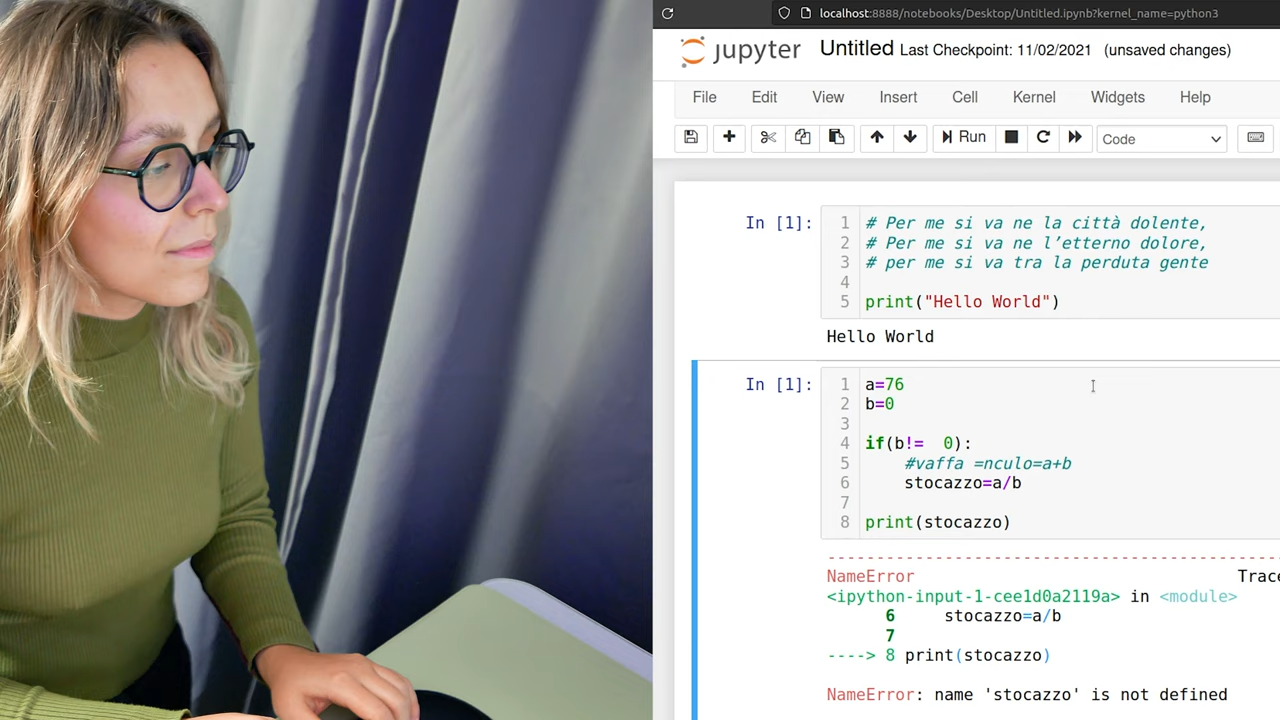 localhost:8888/notebooks/Desktop/Untitled.ipynb?kernel_name=python3
jupyter Untitled Last Checkpoint: 11/02/2021 (unsaved changes)
File Edit View Insert Cell Kernel Widgets Help
Run Code
In [1]:
1 # Per me si va ne la città dolente,
2 # Per me si va ne l’etterno dolore,
3 # per me si va tra la perduta gente
4
5 print("Hello World")
Hello World
In [1]:
1 a=76
2 b=0
3
4 if(b!=  0):
5     #vaffa =nculo=a+b
6     stocazzo=a/b
7
8 print(stocazzo)
---------------------------------------------
NameError Trace
<ipython-input-1-cee1d0a2119a> in <module>
6     stocazzo=a/b
7
----> 8 print(stocazzo)
NameError: name 'stocazzo' is not defined